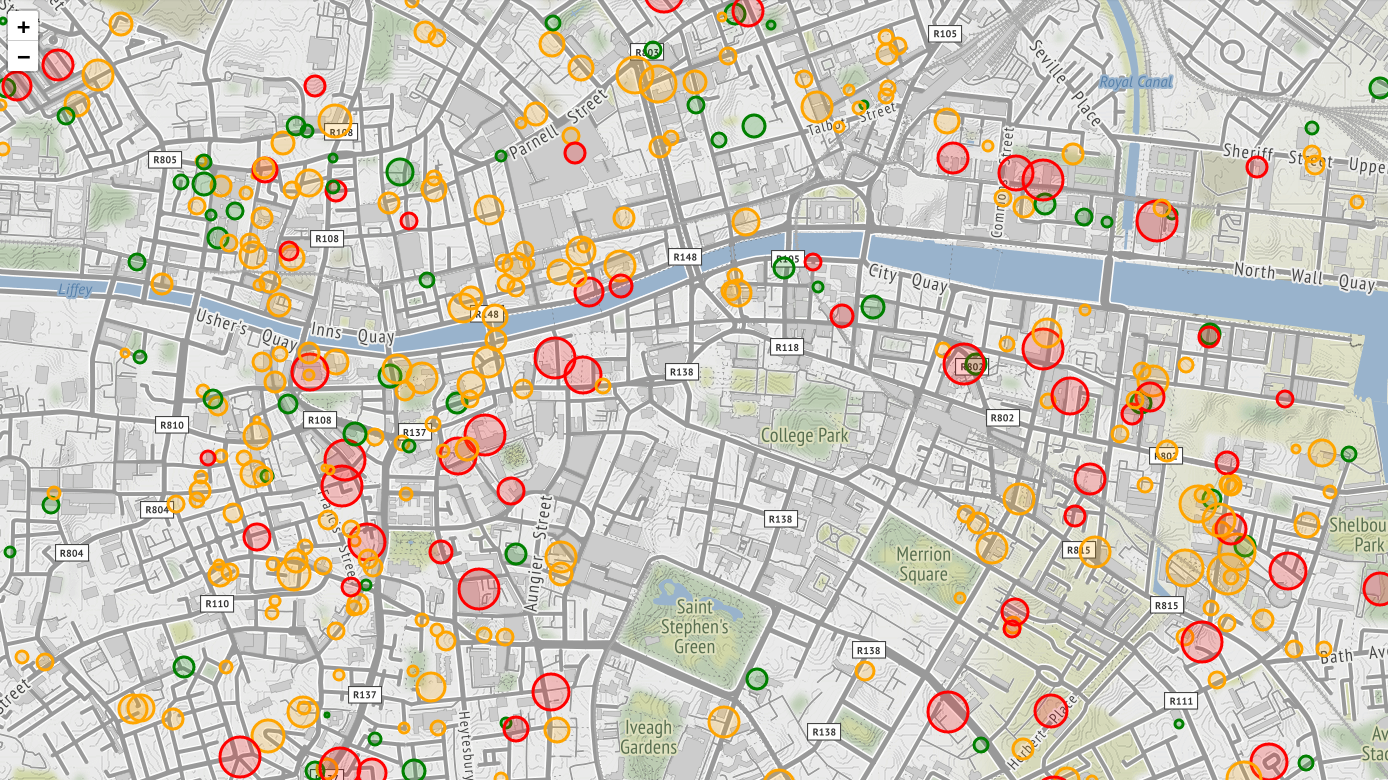 +
−
R803
R105
Seville Place
Royal Canal
Parnell Street
Talbot Street
R108
R805
Sheriff Street Upper
R108
R148
R105
North Wall Quay
City Quay
Liffey
R148
Usher's Quay
Inns Quay
R118
R138
R802
R802
R810
R108
R137
College Park
R802
R804
R138
Aungier Street
Shelbourne
Park
R804
Merrion
Square
R815
R110
Saint
Stephen's
Green
R815
R138
Bath
Street
R137
R111
Herbert Place
Heytesbury
Iveagh
Gardens
R138